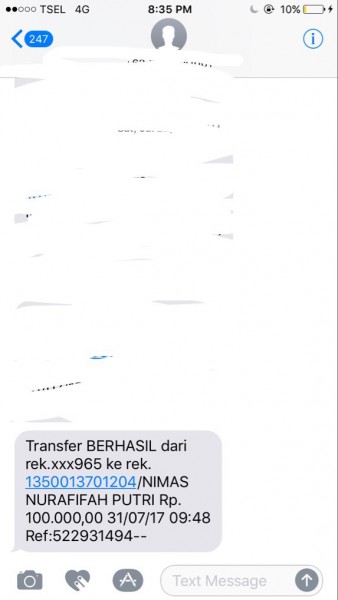 TSEL 4G 8:35 PM 10%
247
Transfer BERHASIL dari
rek.xxx965 ke rek.
1350013701204/NIMAS
NURAFIFAH PUTRI Rp.
100.000,00 31/07/17 09:48
Ref:522931494--
Text Message